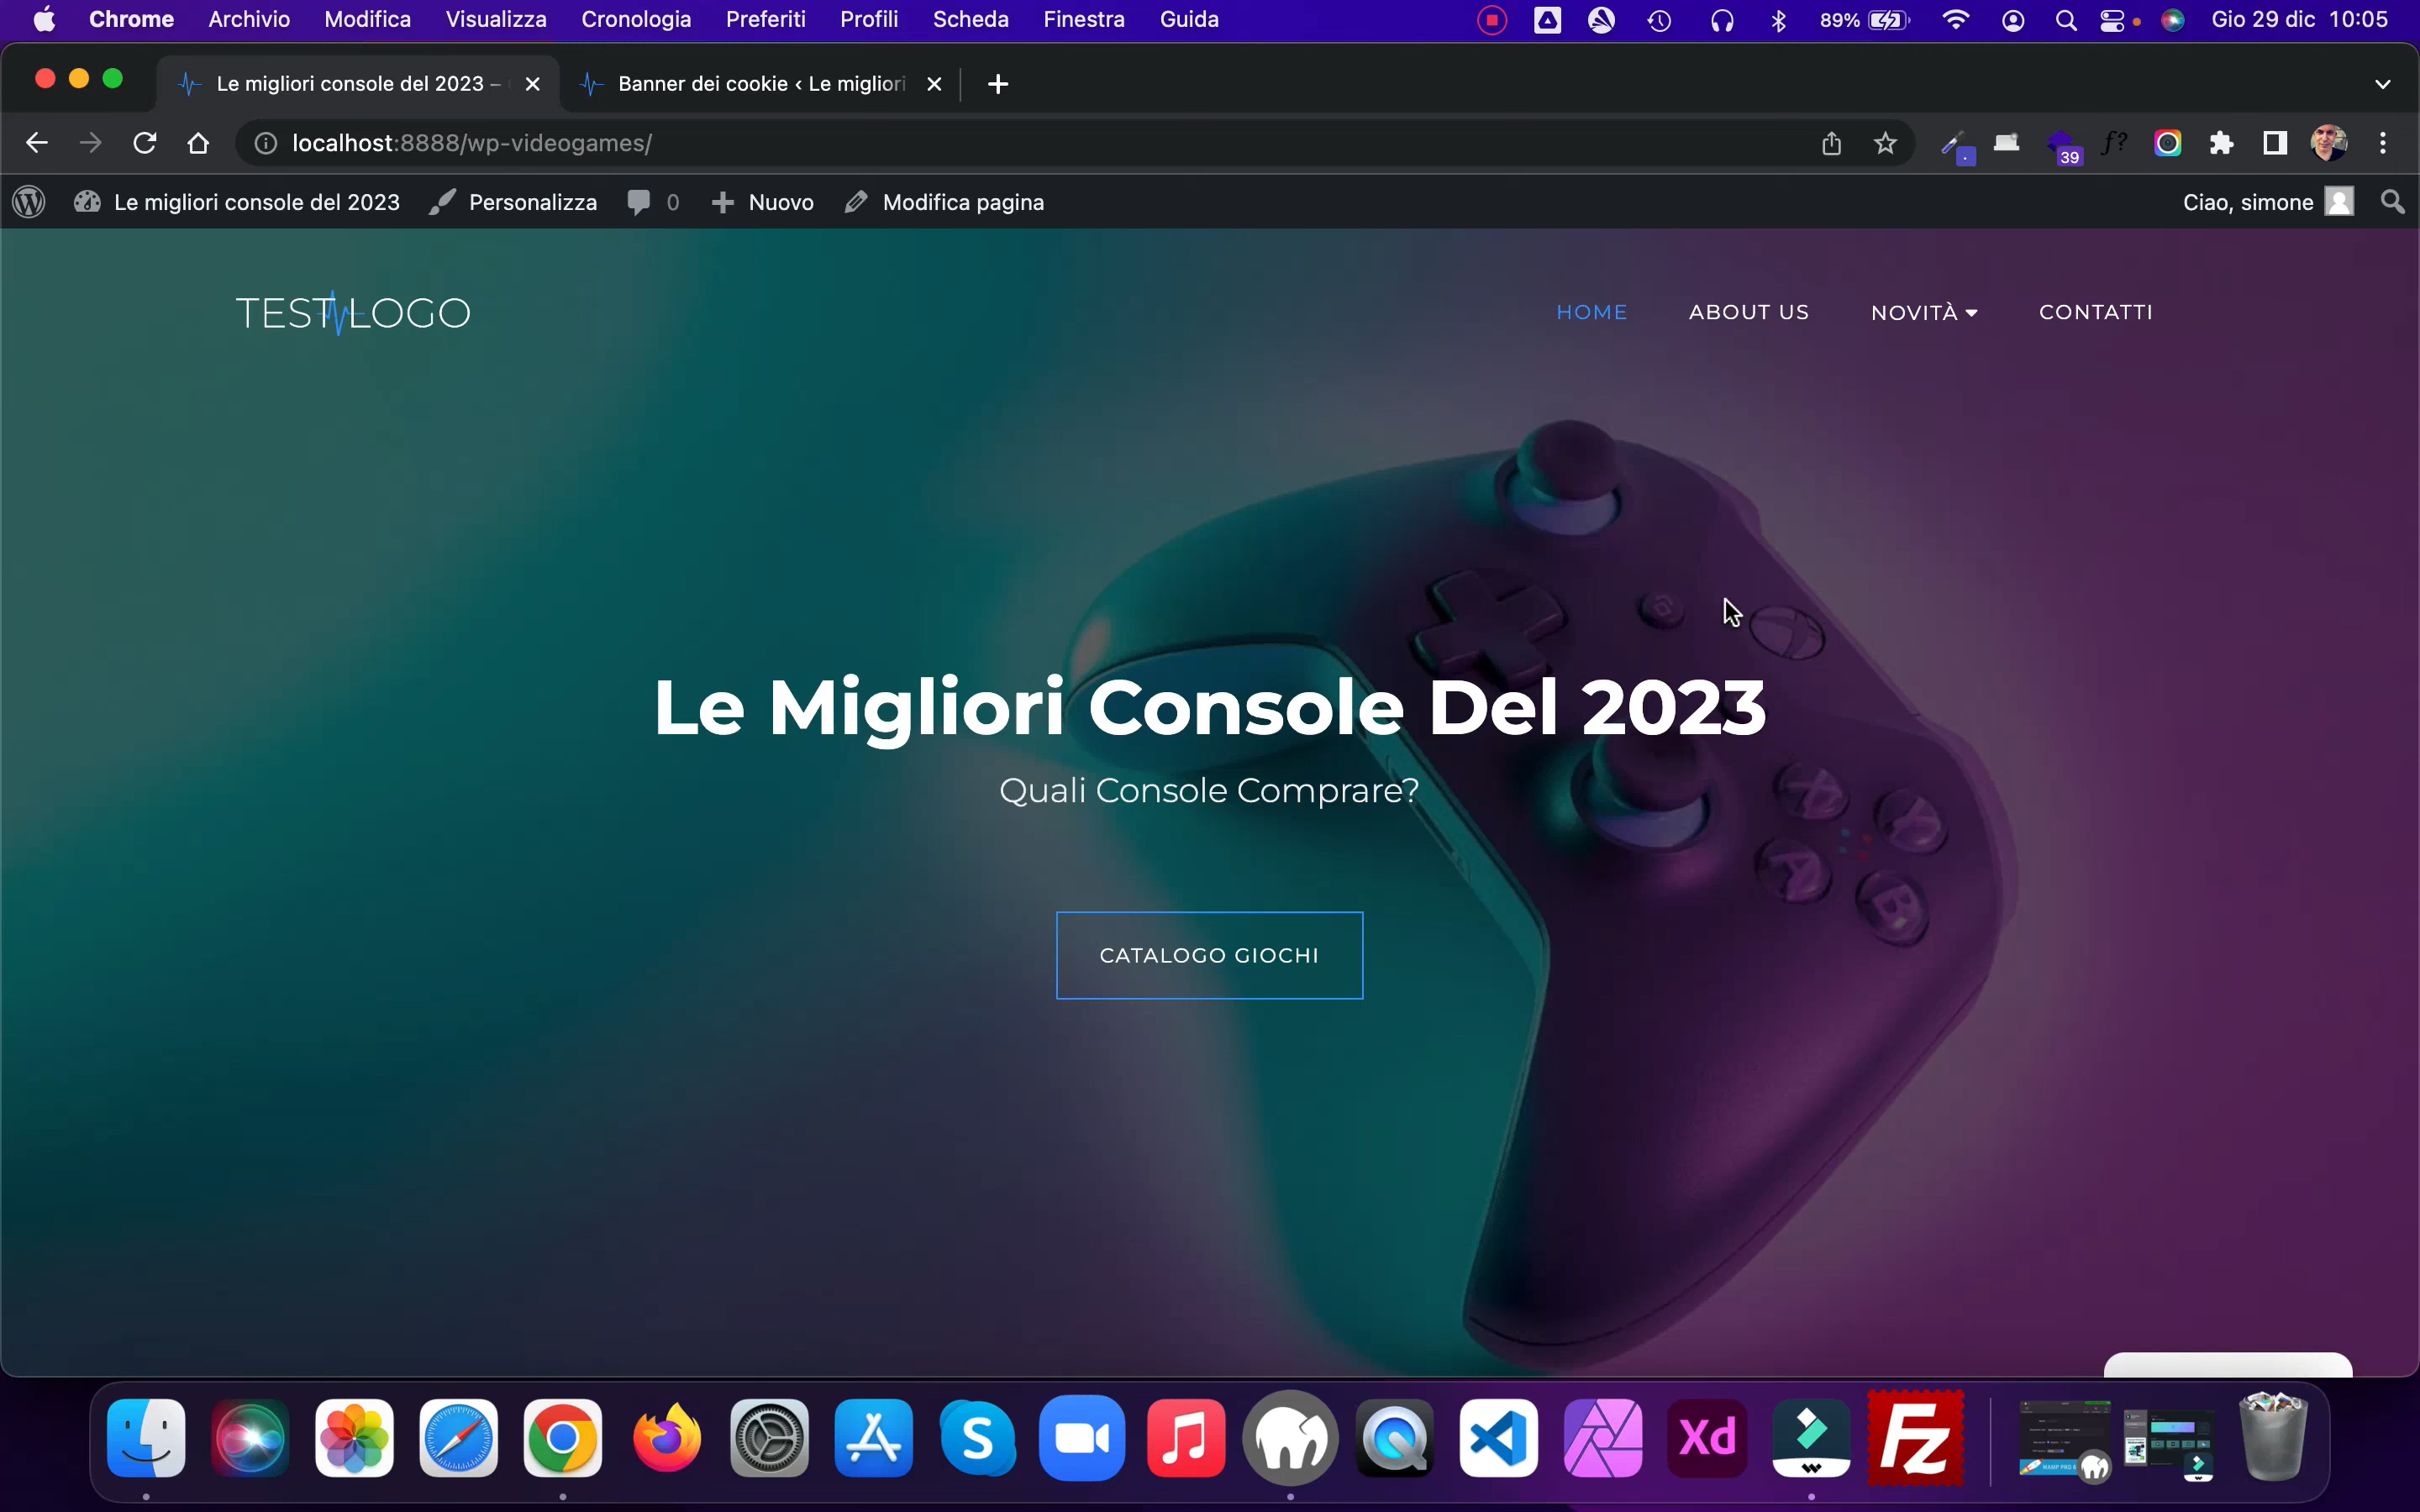 Chrome Archivio Modifica Visualizza Cronologia Preferiti Profili Scheda Finestra Guida 89% Gio 29 dic 10:05
Le migliori console del 2023 – Banner dei cookie ‹ Le migliori
localhost:8888/wp-videogames/ f? 39
Le migliori console del 2023 Personalizza 0 Nuovo Modifica pagina Ciao, simone
TEST LOGO HOME ABOUT US NOVITÀ CONTATTI
Le Migliori Console Del 2023
Quali Console Comprare?
CATALOGO GIOCHI
X
Y
A
B
S Xd Fz